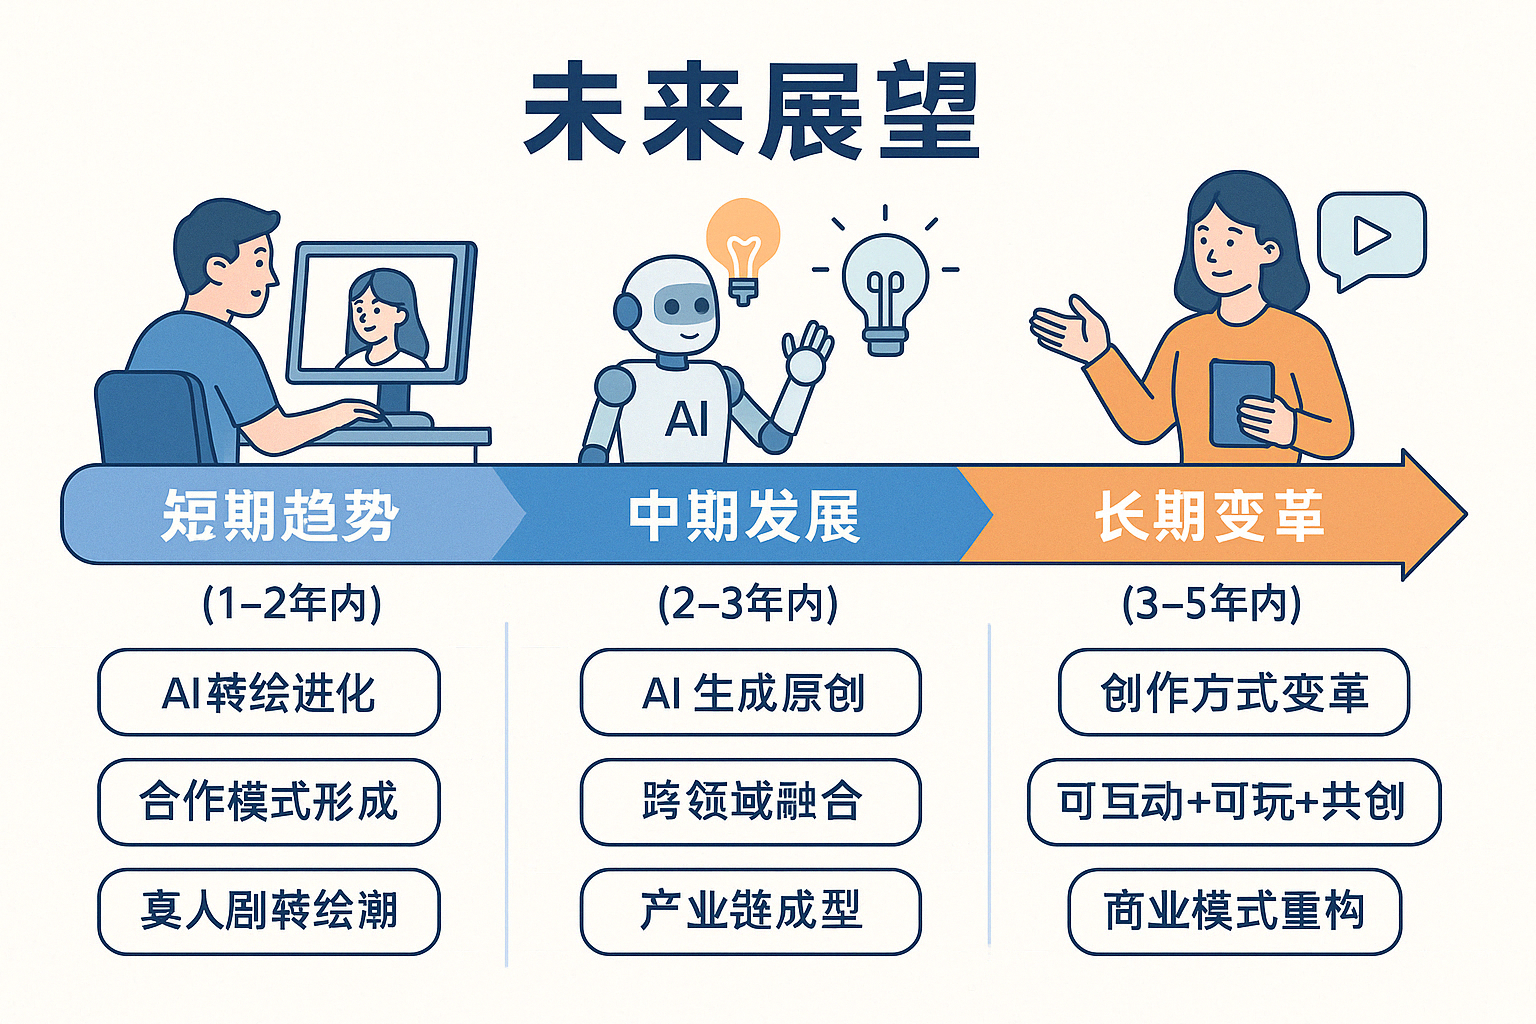 未来展望
AI
短期趋势
中期发展
长期变革
(1–2年内)
(2–3年内)
(3–5年内)
AI转绘进化
AI 生成原创
创作方式变革
合作模式形成
跨领域融合
可互动+可玩+共创
真人剧转绘潮
产业链成型
商业模式重构